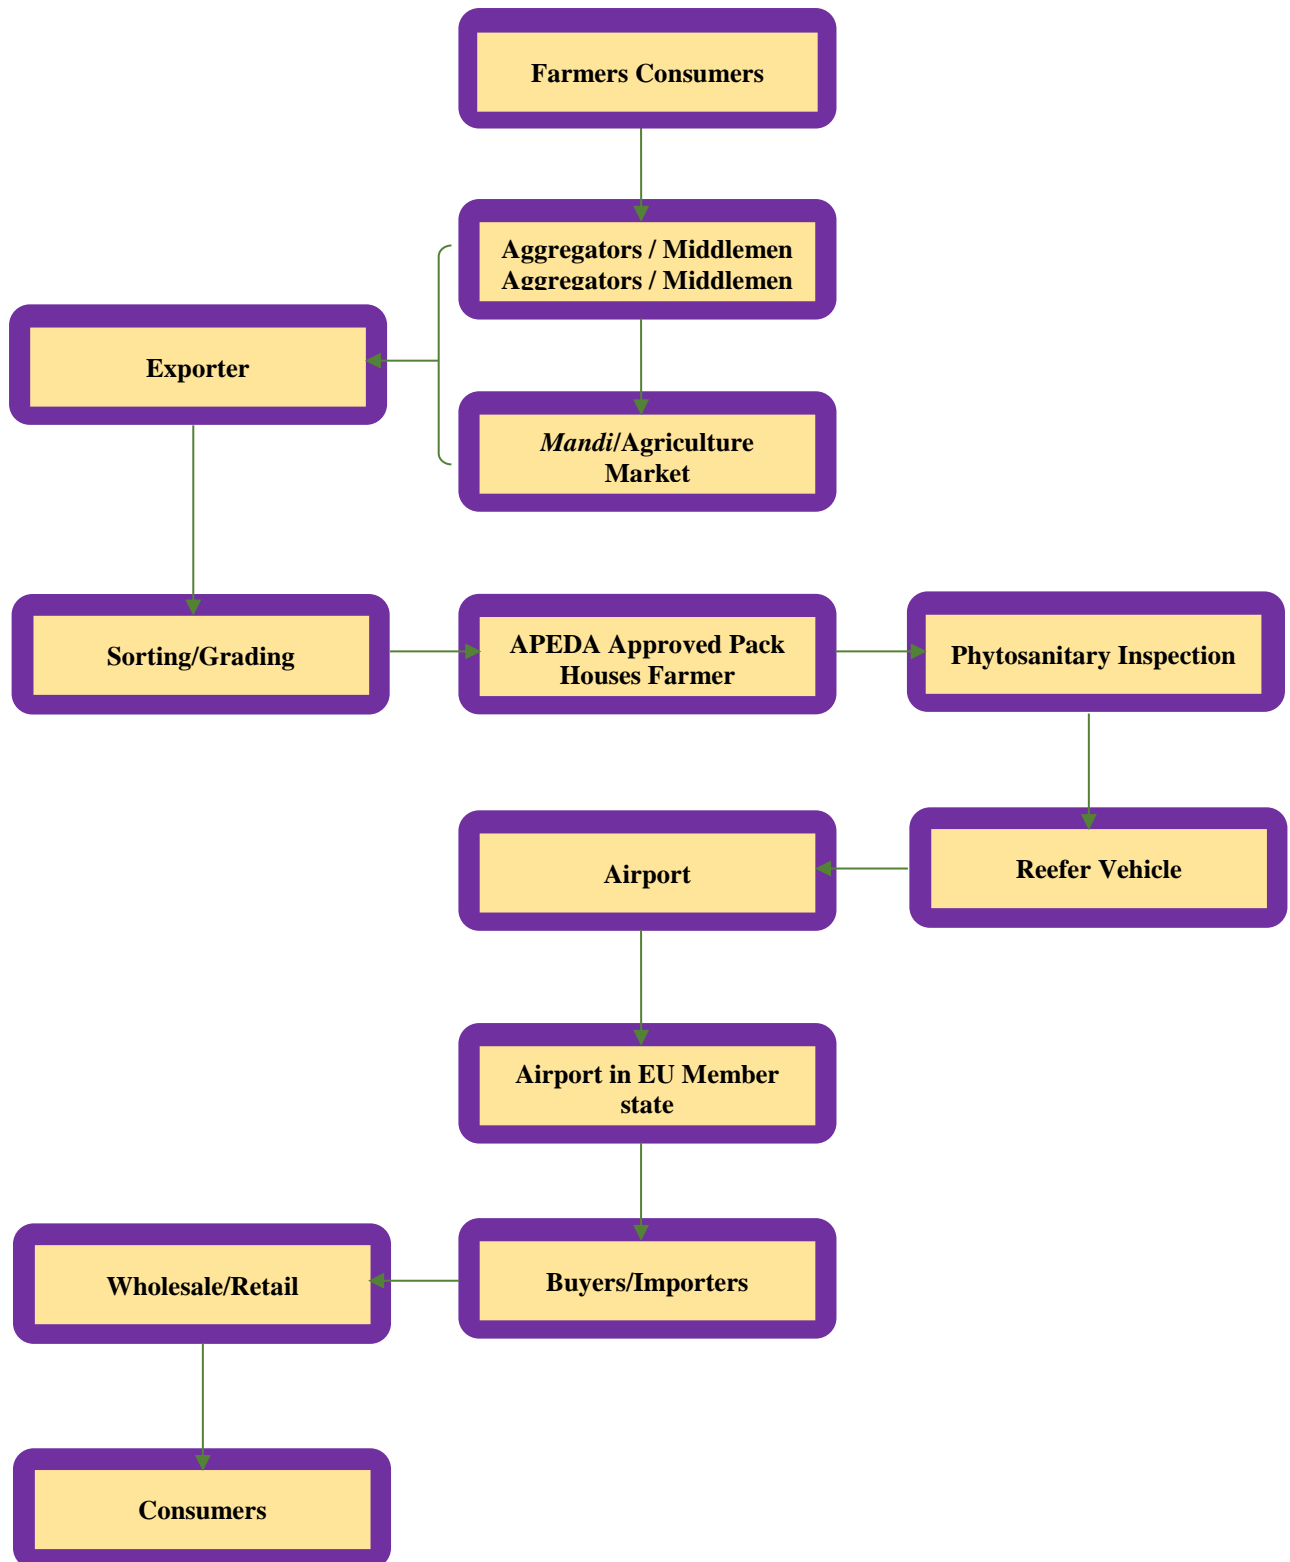 Farmers Consumers
Aggregators / Middlemen
Aggregators / Middlemen
Exporter
Mandi/Agriculture
Market
Sorting/Grading
APEDA Approved Pack
Houses Farmer
Phytosanitary Inspection
Airport
Reefer Vehicle
Airport in EU Member
state
Wholesale/Retail
Buyers/Importers
Consumers